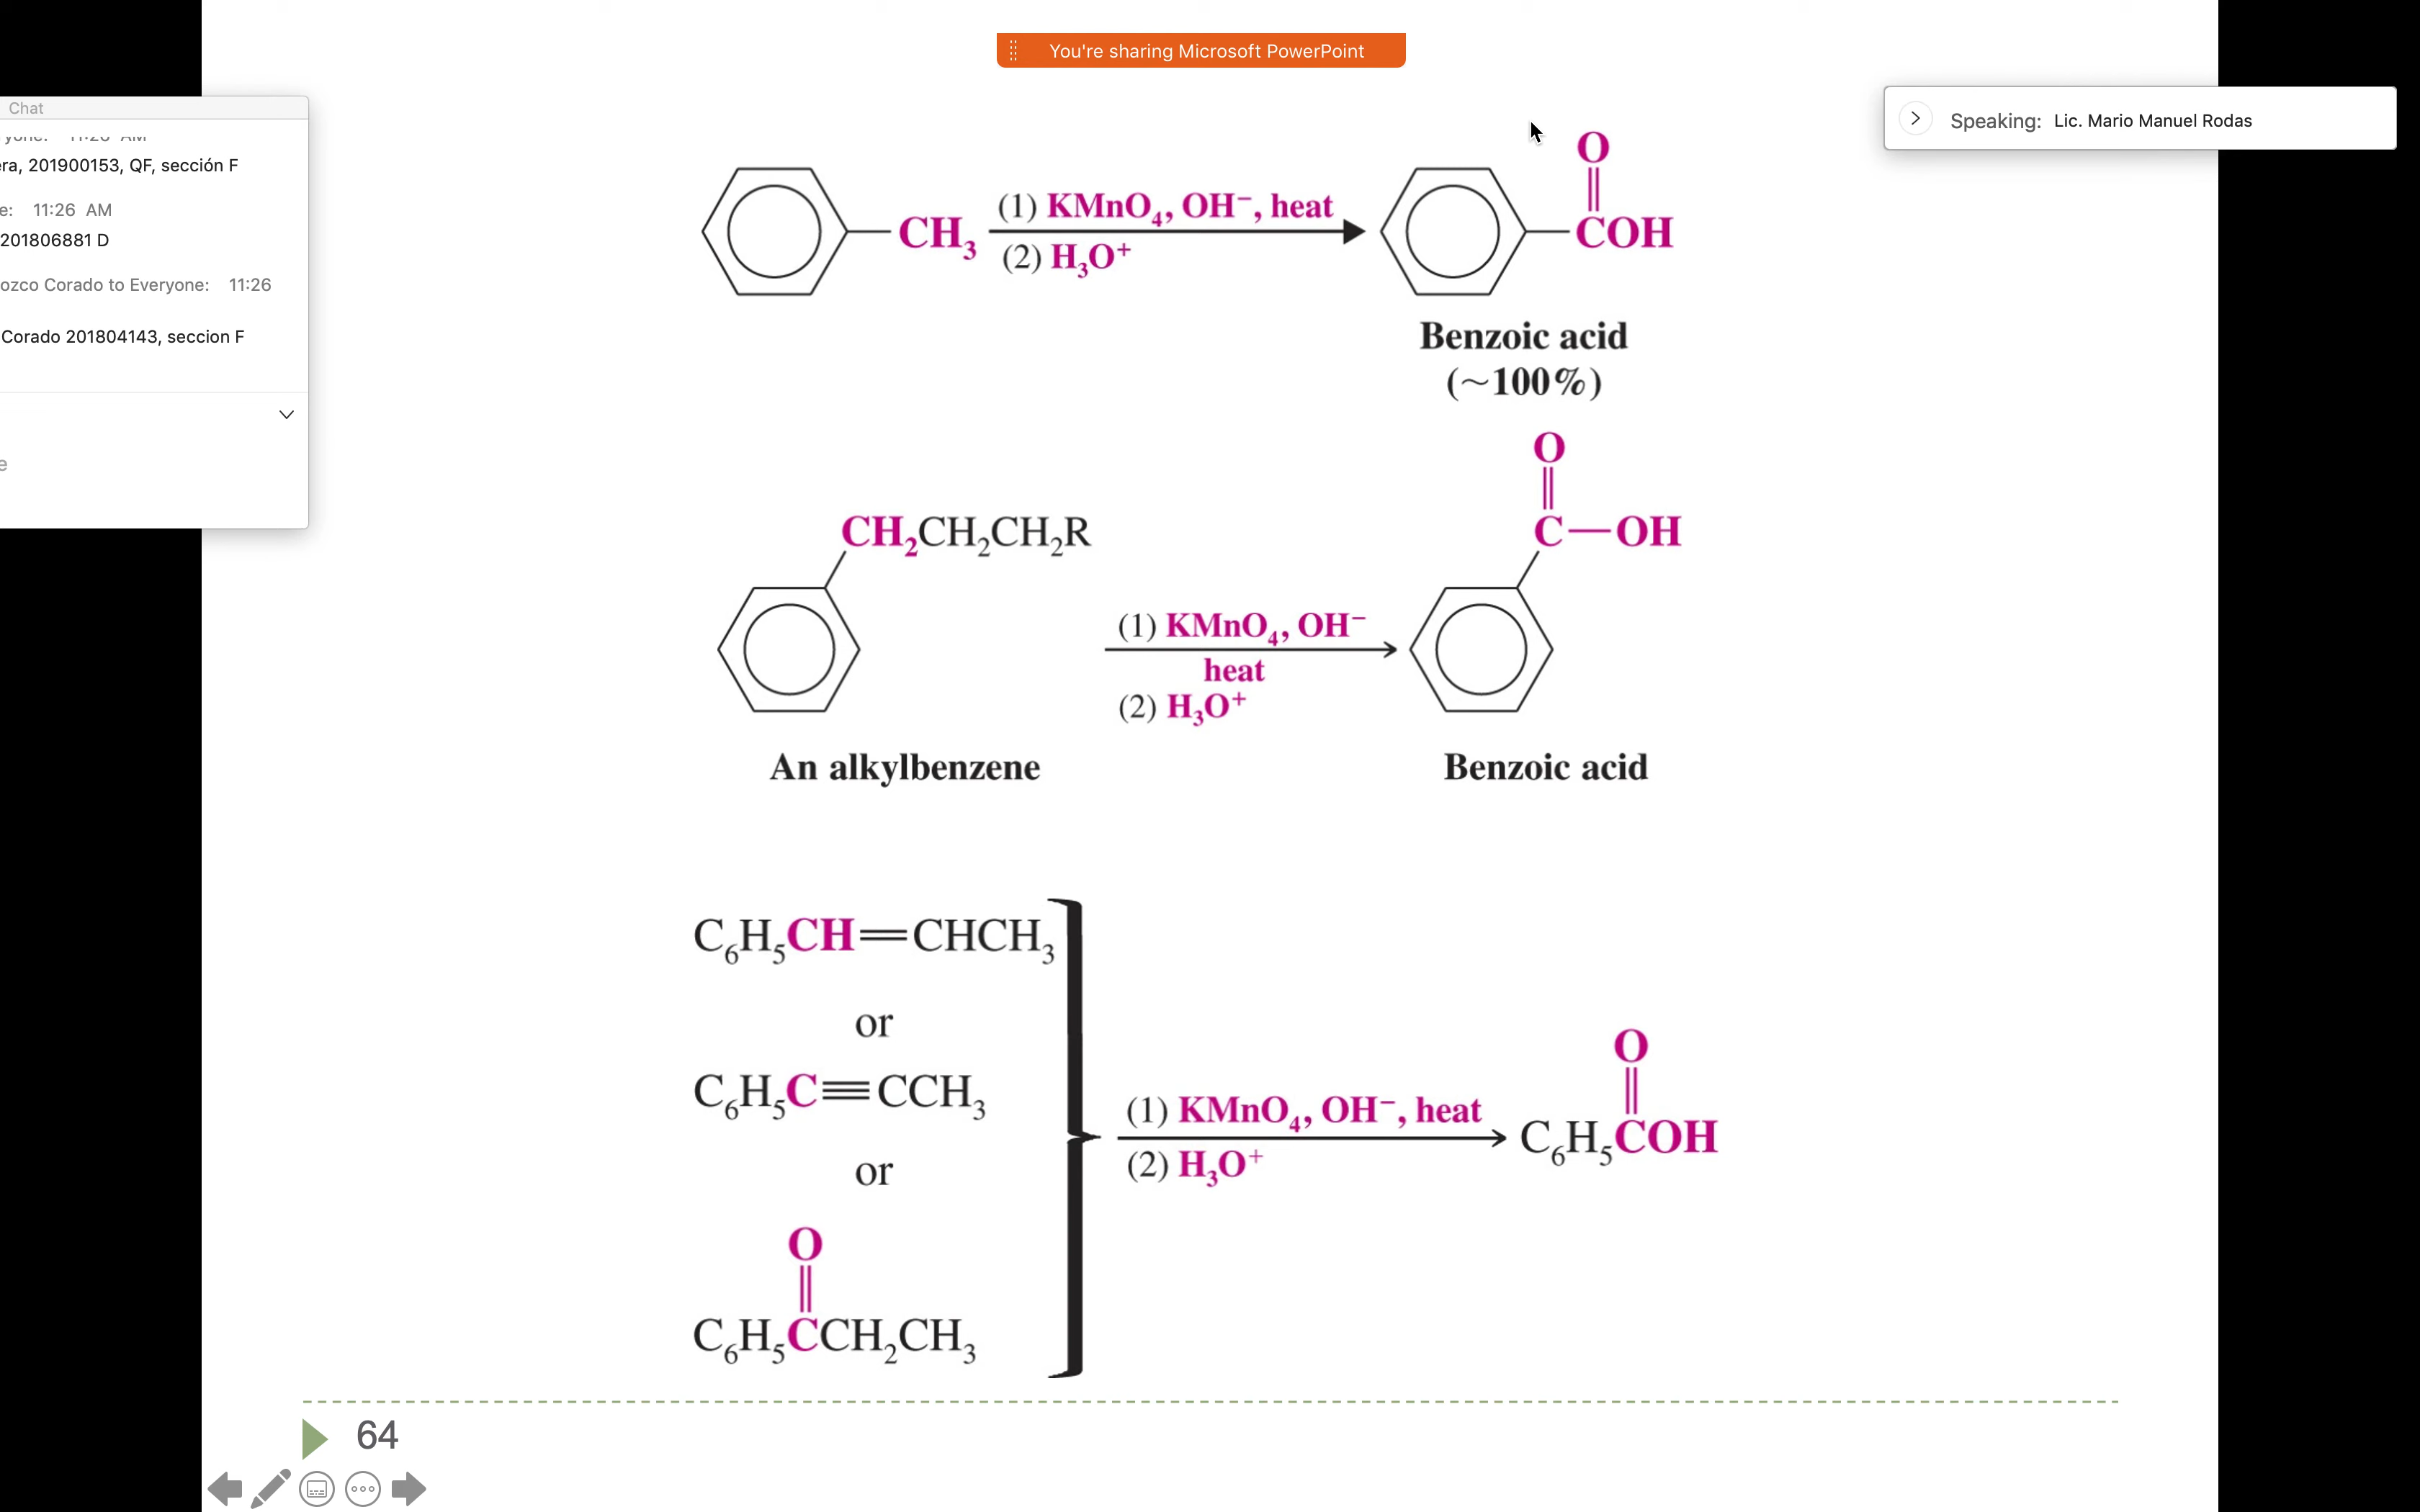 You're sharing Microsoft PowerPoint
Chat
11:26 AM
era, 201900153, QF, sección F
e: 11:26 AM
201806881 D
ozco Corado to Everyone: 11:26
Corado 201804143, seccion F
e
Speaking: Lic. Mario Manuel Rodas
O
CH₃
(1) KMnO₄, OH⁻, heat
(2) H₃O⁺
COH
Benzoic acid
(~100%)
O
CH₂CH₂CH₂R
C—OH
(1) KMnO₄, OH⁻
heat
(2) H₃O⁺
An alkylbenzene
Benzoic acid
C₆H₅CH=CHCH₃
or
C₆H₅C≡CCH₃
or
O
C₆H₅CCH₂CH₃
(1) KMnO₄, OH⁻, heat
(2) H₃O⁺
O
C₆H₅COH
64